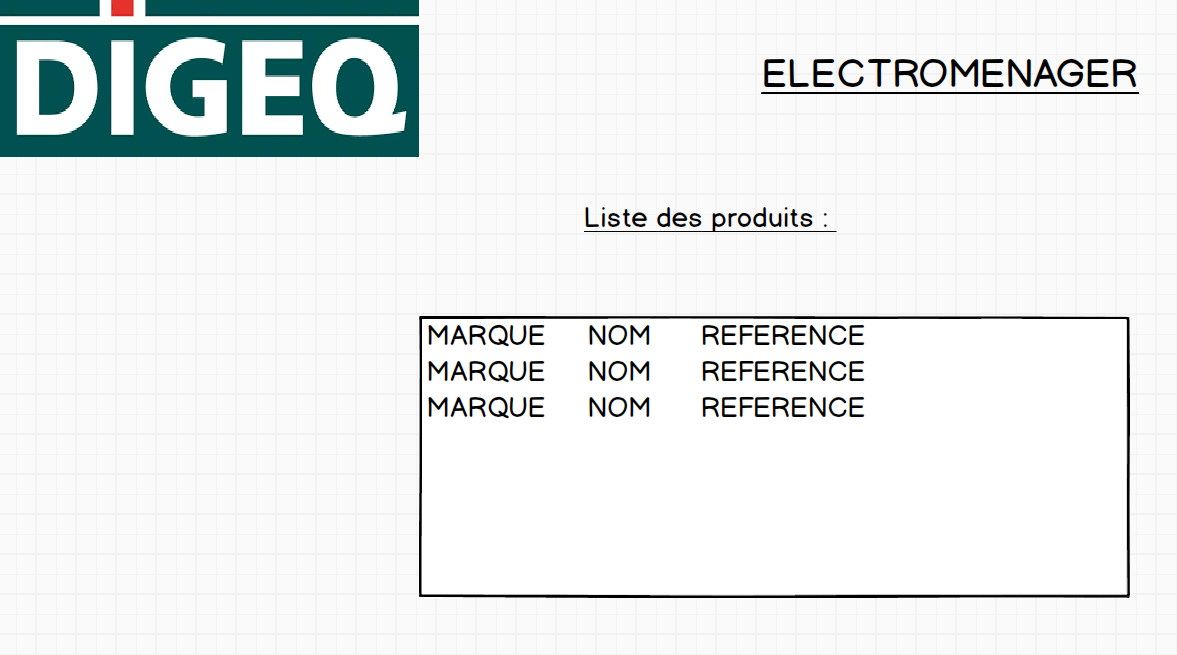 DIGEQ
ELECTROMENAGER
Liste des produits :
MARQUE NOM REFERENCE
MARQUE NOM REFERENCE
MARQUE NOM REFERENCE